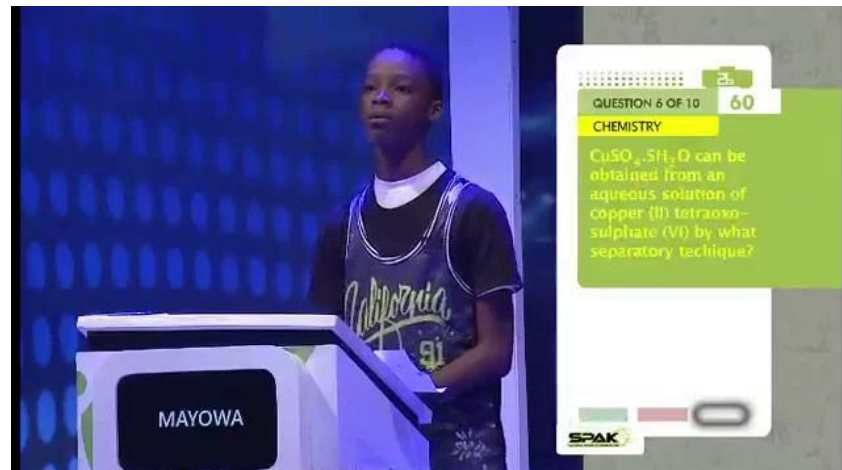 26
QUESTION 6 OF 10
60
CHEMISTRY
CuSO₄.5H₂O can be
obtained from an
aqueous solution of
copper (II) tetraoxo-
sulphate (VI) by what
separatory techique?
California
91
MAYOWA
SPAK